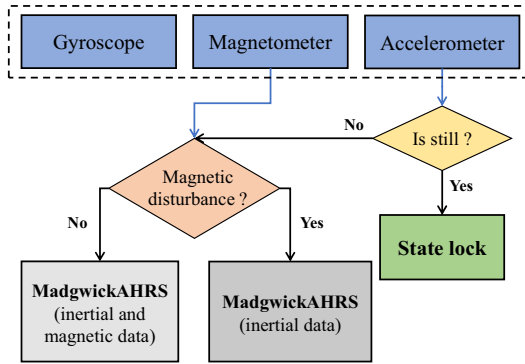 Gyroscope
Magnetometer
Accelerometer
No
Is still ?
Magnetic
disturbance ?
Yes
No
Yes
State lock
MadgwickAHRS
(inertial and
magnetic data)
MadgwickAHRS
(inertial data)